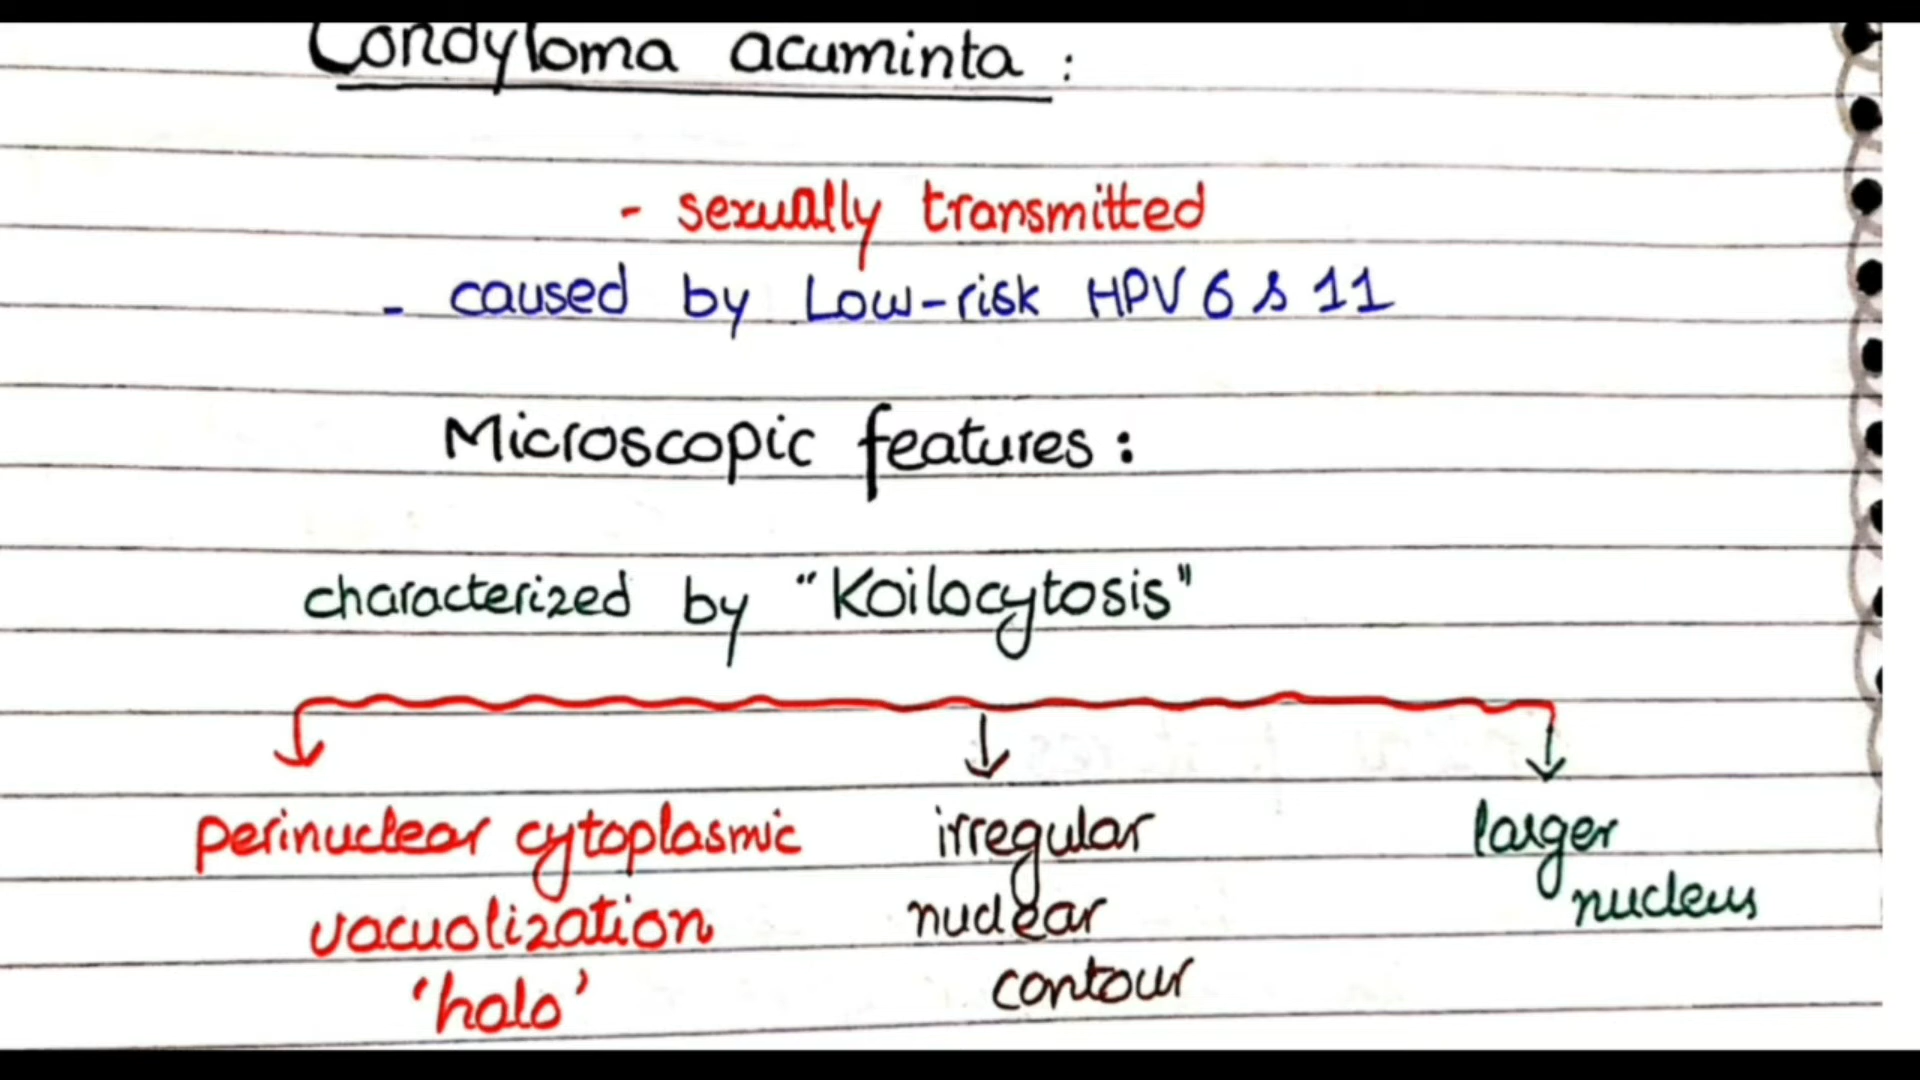 Condyloma acuminta :
- sexually transmitted
- caused by Low-risk HPV 6 & 11
Microscopic features :
characterized by "Koilocytosis"
perinuclear cytoplasmic vacuolization 'halo'
irregular nuclear contour
larger nucleus